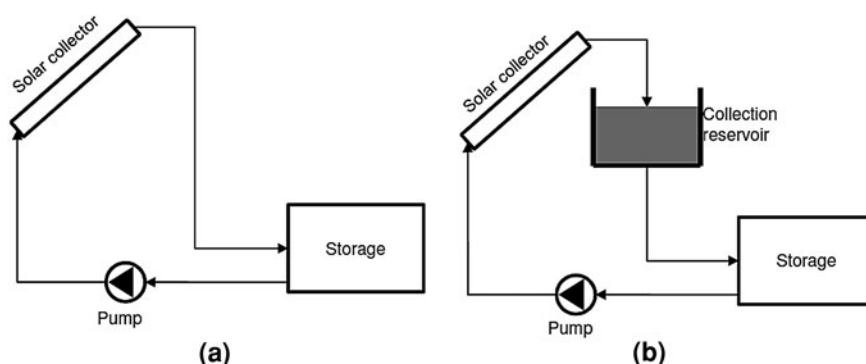 Solar collector
Storage
Pump
(a)
Solar collector
Collection
reservoir
Storage
Pump
(b)